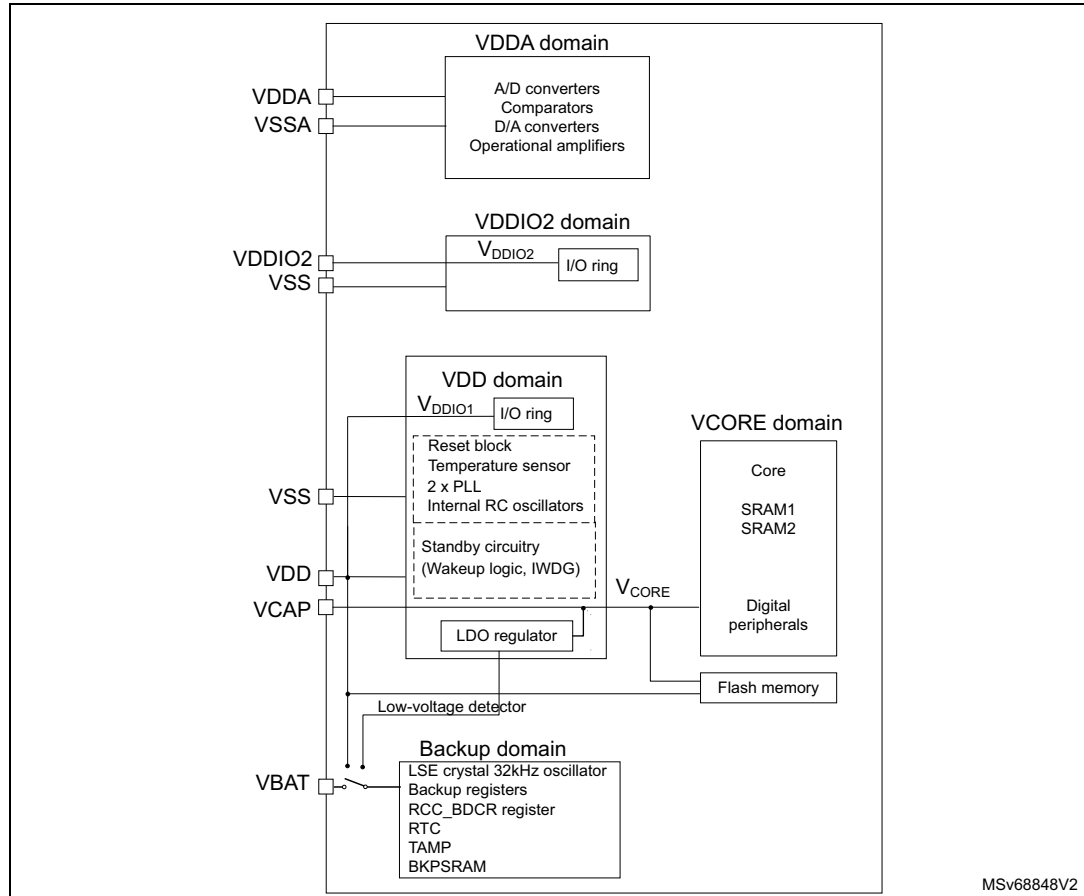 VDDA domain
VDDA
VSSA
A/D converters
Comparators
D/A converters
Operational amplifiers
VDDIO2 domain
VDDIO2
VSS
VDDIO2
I/O ring
VDD domain
VDDIO1
I/O ring
Reset block
Temperature sensor
2 x PLL
Internal RC oscillators
VSS
Standby circuitry
(Wakeup logic, IWDG)
VDD
VCAP
VCORE
LDO regulator
VCORE domain
Core
SRAM1
SRAM2
Digital
peripherals
Flash memory
Low-voltage detector
Backup domain
VBAT
LSE crystal 32kHz oscillator
Backup registers
RCC_BDCR register
RTC
TAMP
BKPSRAM
MSv68848V2